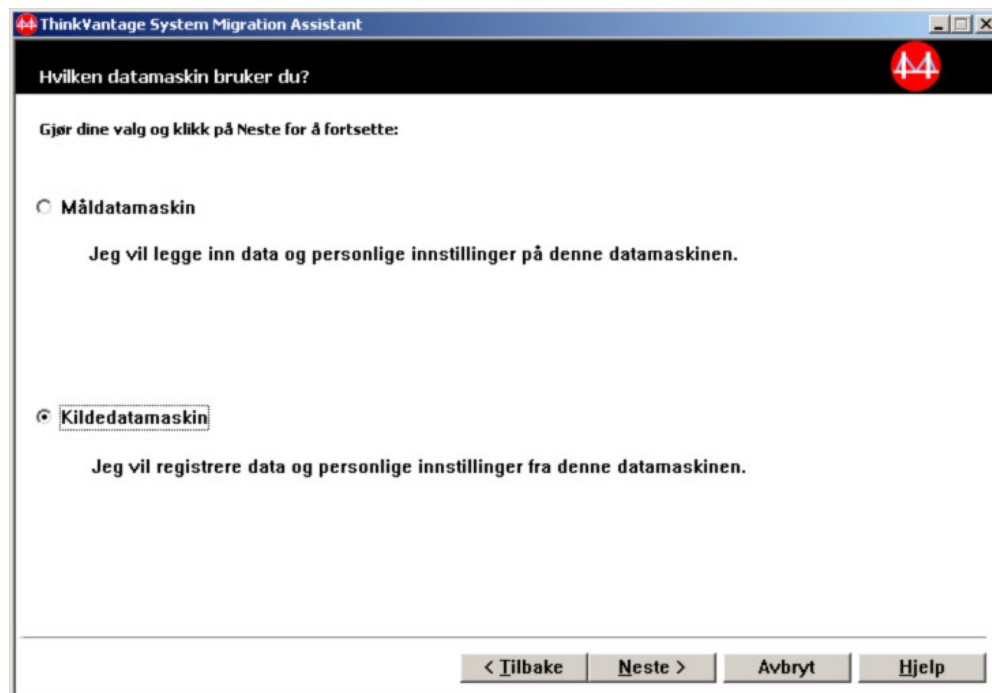 ThinkVantage System Migration Assistant
Hvilken datamaskin bruker du?
Gjør dine valg og klikk på Neste for å fortsette:
Måldatamaskin
Jeg vil legge inn data og personlige innstillinger på denne datamaskinen.
Kildedatamaskin
Jeg vil registrere data og personlige innstillinger fra denne datamaskinen.
< Tilbake Neste > Avbryt Hjelp